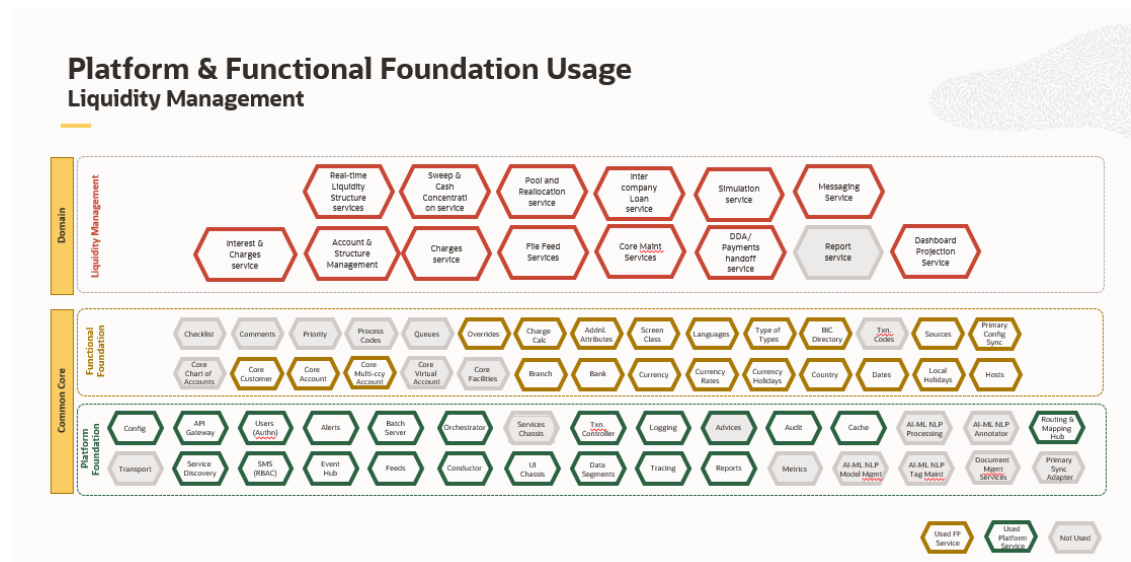 Platform & Functional Foundation Usage
Liquidity Management
Domain
Liquidity Management
Real-time
Liquidity
Structure
services
Sweep &
Cash
Concentrati
on service
Pool and
Reallocation
service
Inter
company
Loan
service
Simulation
service
Messaging
Service
Interest &
Charges
service
Account &
Structure
Management
Charges
service
File Feed
Services
Core Maint
Services
DDA/
Payments
handoff
service
Report
service
Dashboard
Projection
Service
Common Core
Functional
Foundation
Checklist
Comments
Priority
Process
Codes
Queues
Overrides
Charge
Calc
Addnl.
Attributes
Screen
Class
Languages
Type of
Types
BIC
Directory
Txn.
Codes
Sources
Primary
Config
Sync
Core
Chart of
Accounts
Core
Customer
Core
Account
Core
Multi-ccy
Account
Core
Virtual
Account
Core
Facilities
Branch
Bank
Currency
Currency
Rates
Currency
Holidays
Country
Dates
Local
Holidays
Hosts
Platform
Foundation
Config
API
Gateway
Users
(Authn)
Alerts
Batch
Server
Orchestrator
Services
Chassis
Txn.
Controller
Logging
Advices
Audit
Cache
AI-ML NLP
Processing
AI-ML NLP
Annotator
Routing &
Mapping
Hub
Transport
Service
Discovery
SMS
(RBAC)
Event
Hub
Feeds
Conductor
UI
Chassis
Data
Segments
Tracing
Reports
Metrics
AI-ML NLP
Model Mgmt
AI-ML NLP
Tag Maint
Document
Mgmt
Services
Primary
Sync
Adapter
Used FF
Service
Used
Platform
Service
Not Used